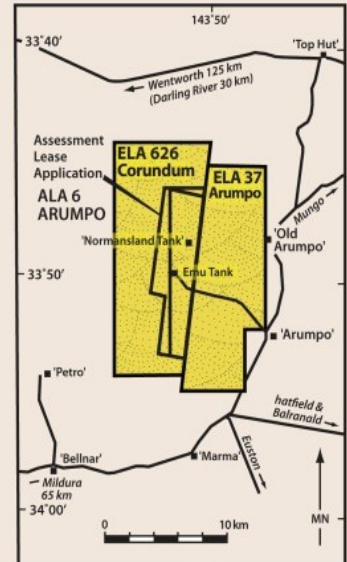 143°50'
33°40'
'Top Hut'
Wentworth 125 km
(Darling River 30 km)
Assessment
Lease
Application
ALA 6
ARUMPO
ELA 626
Corundum
ELA 37
Arumpo
Mungo
'Normansland Tank'
'Old
Arumpo'
33°50'
Emu Tank
'Arumpo'
'Petro'
hatfield &
Balranald
'Bellnar'
'Marma'
Euston
Mildura
65 km
34°00'
MN
0
10 km